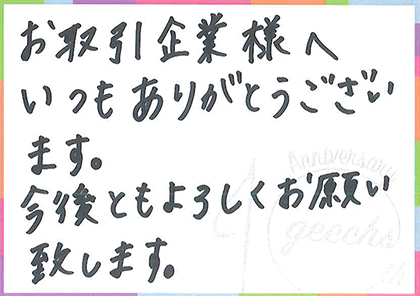 お取引企業様へ
いつもありがとうござい
ます。
今後ともよろしくお願い
致します。
Anniversary
geechs
th